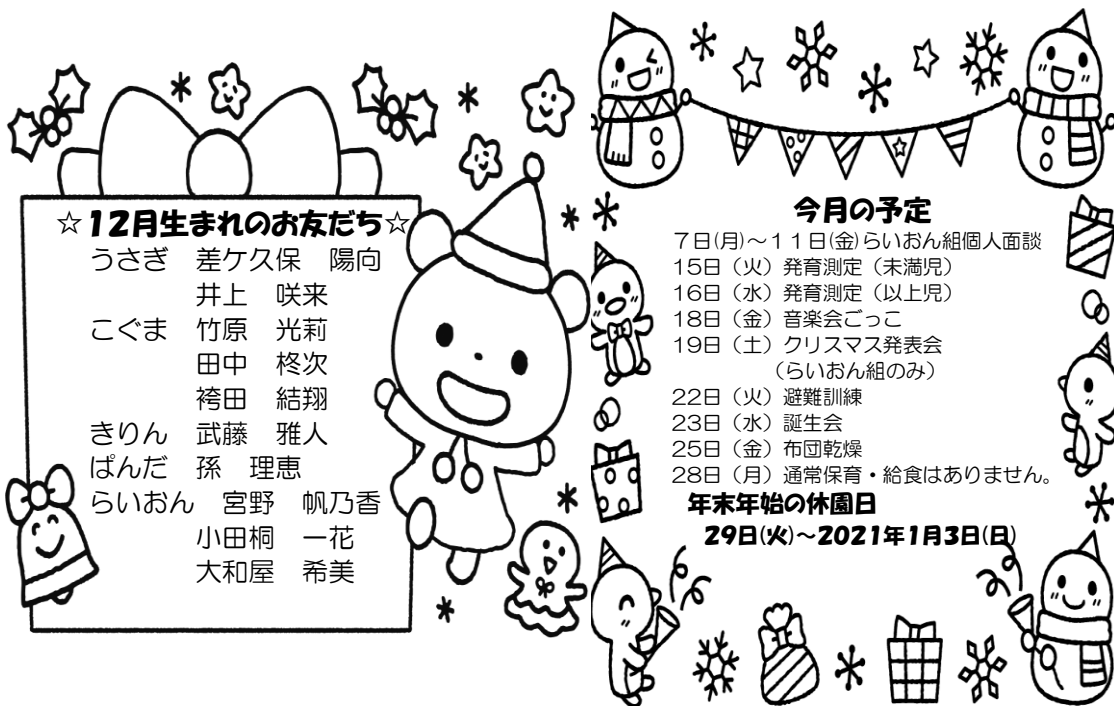 ☆12月生まれのお友だち☆
うさぎ　差ケ久保　陽向
井上　咲来
こぐま　竹原　光莉
田中　柊次
袴田　結翔
きりん　武藤　雅人
ぱんだ　孫　理恵
らいおん　宮野　帆乃香
小田桐　一花
大和屋　希美
今月の予定
7日(月)～11日(金)らいおん組個人面談
15日（火）発育測定（未満児）
16日（水）発育測定（以上児）
18日（金）音楽会ごっこ
19日（土）クリスマス発表会
（らいおん組のみ）
22日（火）避難訓練
23日（水）誕生会
25日（金）布団乾燥
28日（月）通常保育・給食はありません。
年末年始の休園日
29日(火)～2021年1月3日(日)